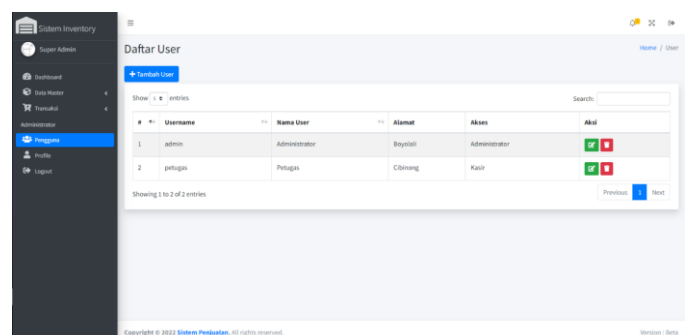 Sistem Inventory
Super Admin
Dashboard
Data Master
Transaksi
Administrator
Pengguna
Profile
Logout
Daftar User
Home / User
+ Tambah User
Show entries
Search:
# Username Nama User Alamat Akses Aksi
1 admin Administrator Boyolali Administrator
2 petugas Petugas Cibinong Kasir
Showing 1 to 2 of 2 entries
Previous 1 Next
Copyright © 2022 Sistem Penjualan. All rights reserved.
Version : Beta